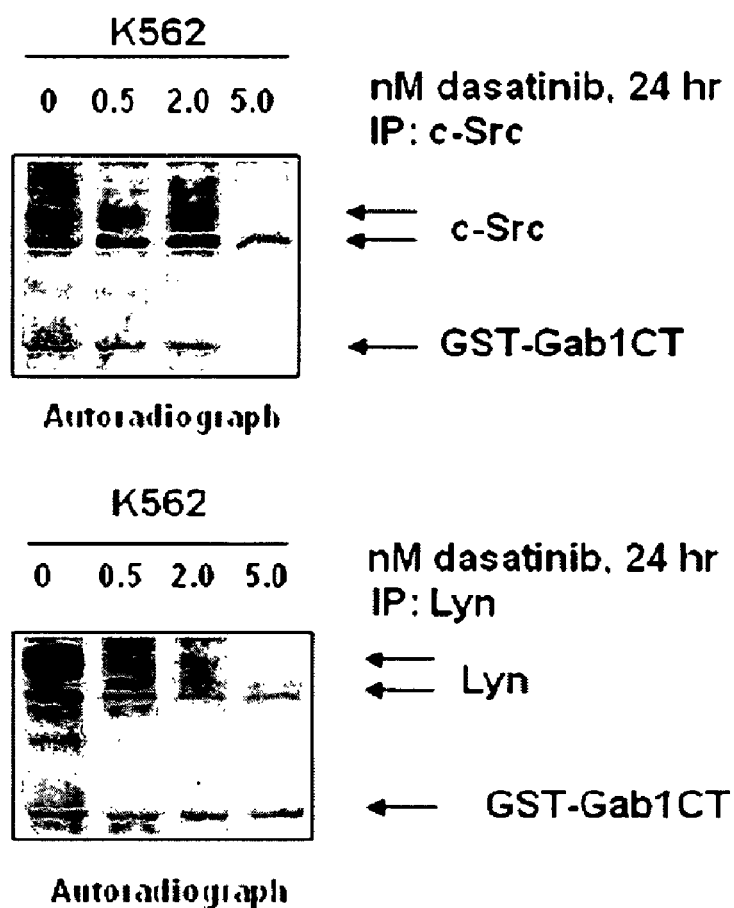 K562
0 0.5 2.0 5.0
nM dasatinib, 24 hr
IP: c-Src
c-Src
GST-Gab1CT
Autoradiograph
K562
0 0.5 2.0 5.0
nM dasatinib, 24 hr
IP: Lyn
Lyn
GST-Gab1CT
Autoradiograph